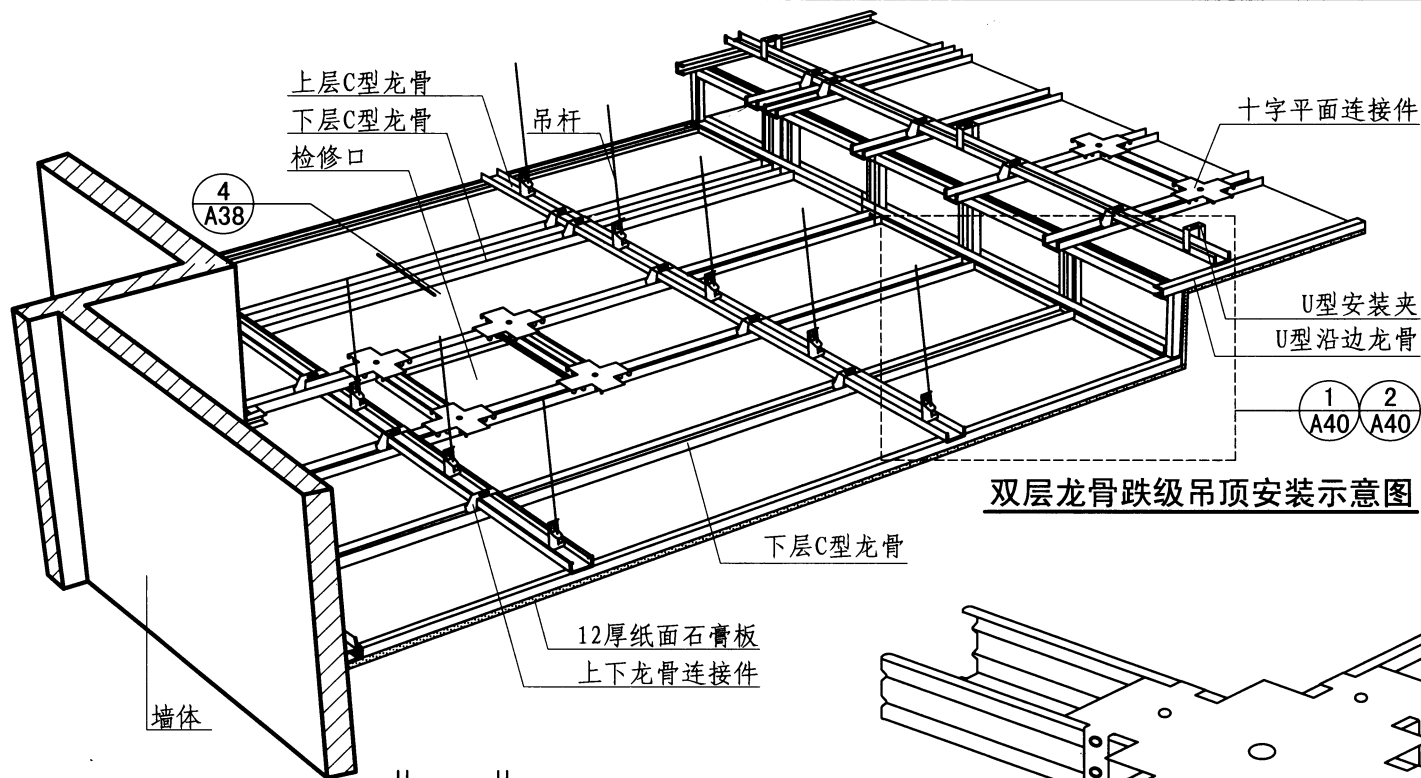 上层C型龙骨
下层C型龙骨
检修口
吊杆
4
A38
十字平面连接件
U型安装夹
U型沿边龙骨
1
A40
2
A40
双层龙骨跌级吊顶安装示意图
下层C型龙骨
12厚纸面石膏板
上下龙骨连接件
墙体